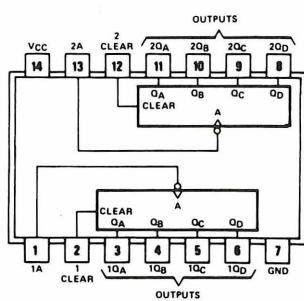 OUTPUTS
2
VCC 2A CLEAR 2QA 2QB 2QC 2QD
14 13 12 11 10 9 8
QA QB QC QD
CLEAR
A
A
CLEAR
QA QB QC QD
1 2 3 4 5 6 7
1A 1 1QA 1QB 1QC 1QD GND
CLEAR
OUTPUTS